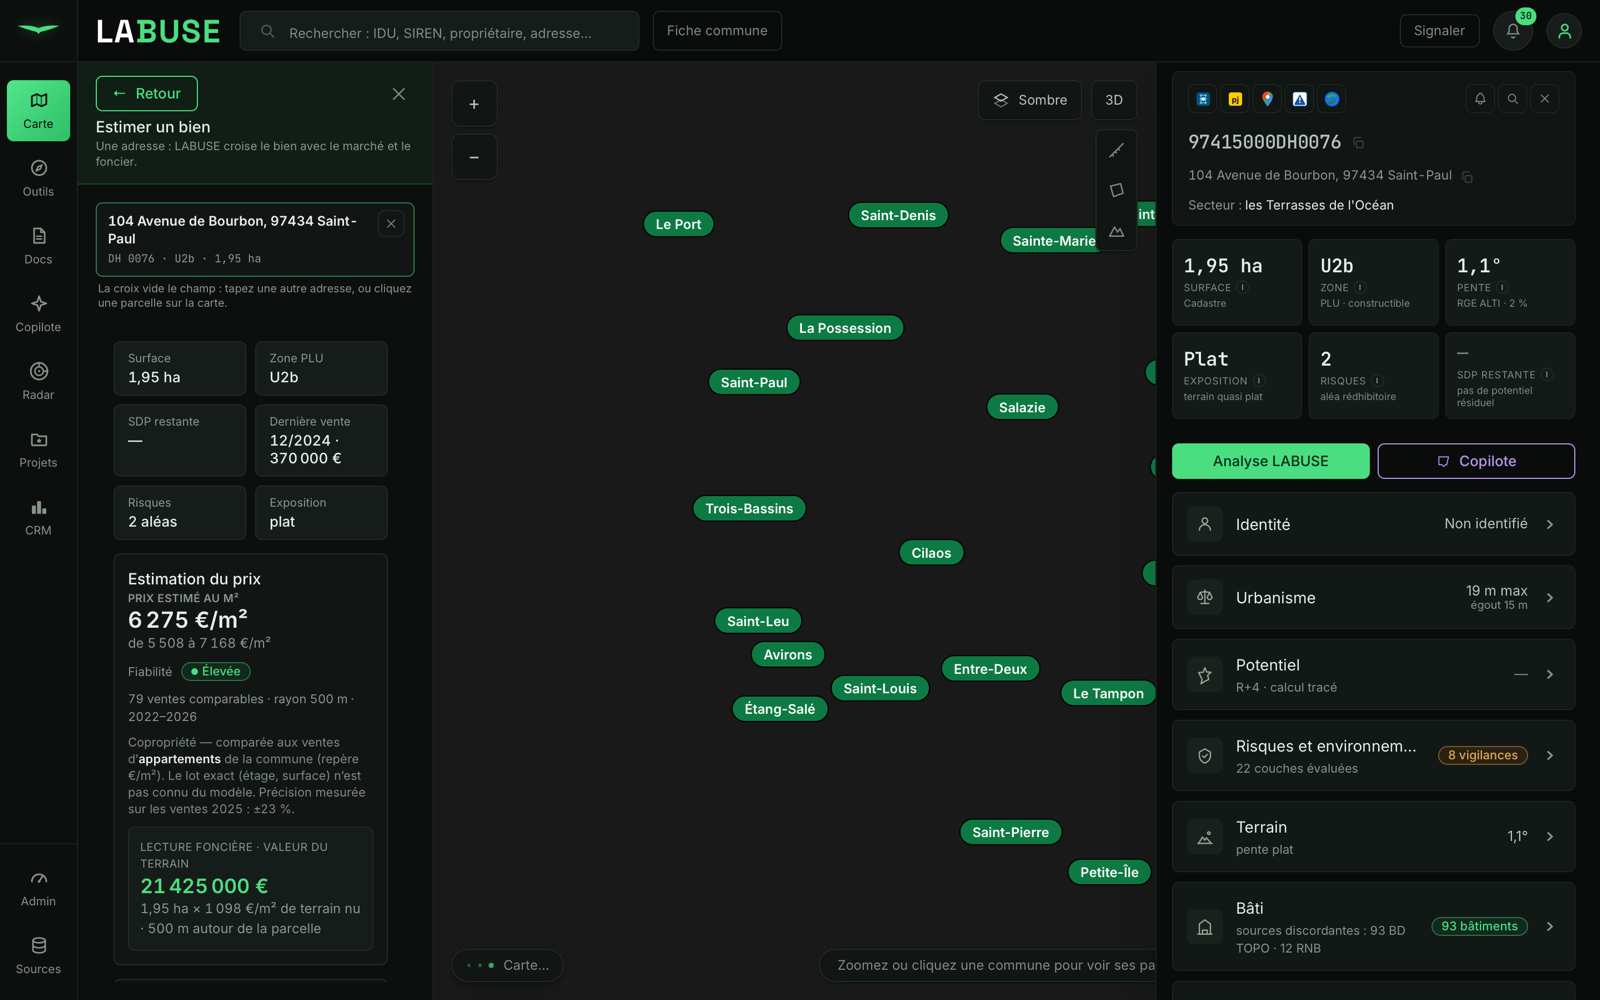 LABUSE
Rechercher : IDU, SIREN, propriétaire, adresse...
Fiche commune
Signaler
30
Carte
Outils
Docs
Copilote
Radar
Projets
CRM
Admin
Sources
← Retour
Estimer un bien
Une adresse : LABUSE croise le bien avec le marché et le
foncier.
104 Avenue de Bourbon, 97434 Saint-
Paul
DH 0076 · U2b · 1,95 ha
La croix vide le champ : tapez une autre adresse, ou cliquez
une parcelle sur la carte.
Surface
1,95 ha
Zone PLU
U2b
SDP restante
—
Dernière vente
12/2024 ·
370 000 €
Risques
2 aléas
Exposition
plat
Estimation du prix
PRIX ESTIMÉ AU M²
6 275 €/m²
de 5 508 à 7 168 €/m²
Fiabilité
Élevée
79 ventes comparables · rayon 500 m ·
2022–2026
Copropriété — comparée aux ventes
d'appartements de la commune (repère
€/m²). Le lot exact (étage, surface) n'est
pas connu du modèle. Précision mesurée
sur les ventes 2025 : ±23 %.
LECTURE FONCIÈRE · VALEUR DU
TERRAIN
21 425 000 €
1,95 ha × 1 098 €/m² de terrain nu
· 500 m autour de la parcelle
+
−
Sombre
3D
Le Port
Saint-Denis
Sainte-Marie
int
La Possession
Saint-Paul
Salazie
Trois-Bassins
Cilaos
Saint-Leu
Avirons
Entre-Deux
Saint-Louis
Le Tampon
Étang-Salé
Saint-Pierre
Petite-Île
Carte...
Zoomez ou cliquez une commune pour voir ses pa
pj
97415000DH0076
104 Avenue de Bourbon, 97434 Saint-Paul
Secteur : les Terrasses de l'Océan
1,95 ha
SURFACE
Cadastre
U2b
ZONE
PLU · constructible
1,1°
PENTE
RGE ALTI · 2 %
Plat
EXPOSITION
terrain quasi plat
2
RISQUES
aléa rédhibitoire
—
SDP RESTANTE
pas de potentiel
résiduel
Analyse LABUSE
Copilote
Identité
Non identifié
Urbanisme
19 m max
égout 15 m
Potentiel
R+4 · calcul tracé
—
Risques et environnem...
22 couches évaluées
8 vigilances
Terrain
pente plat
1,1°
Bâti
sources discordantes : 93 BD
TOPO · 12 RNB
93 bâtiments